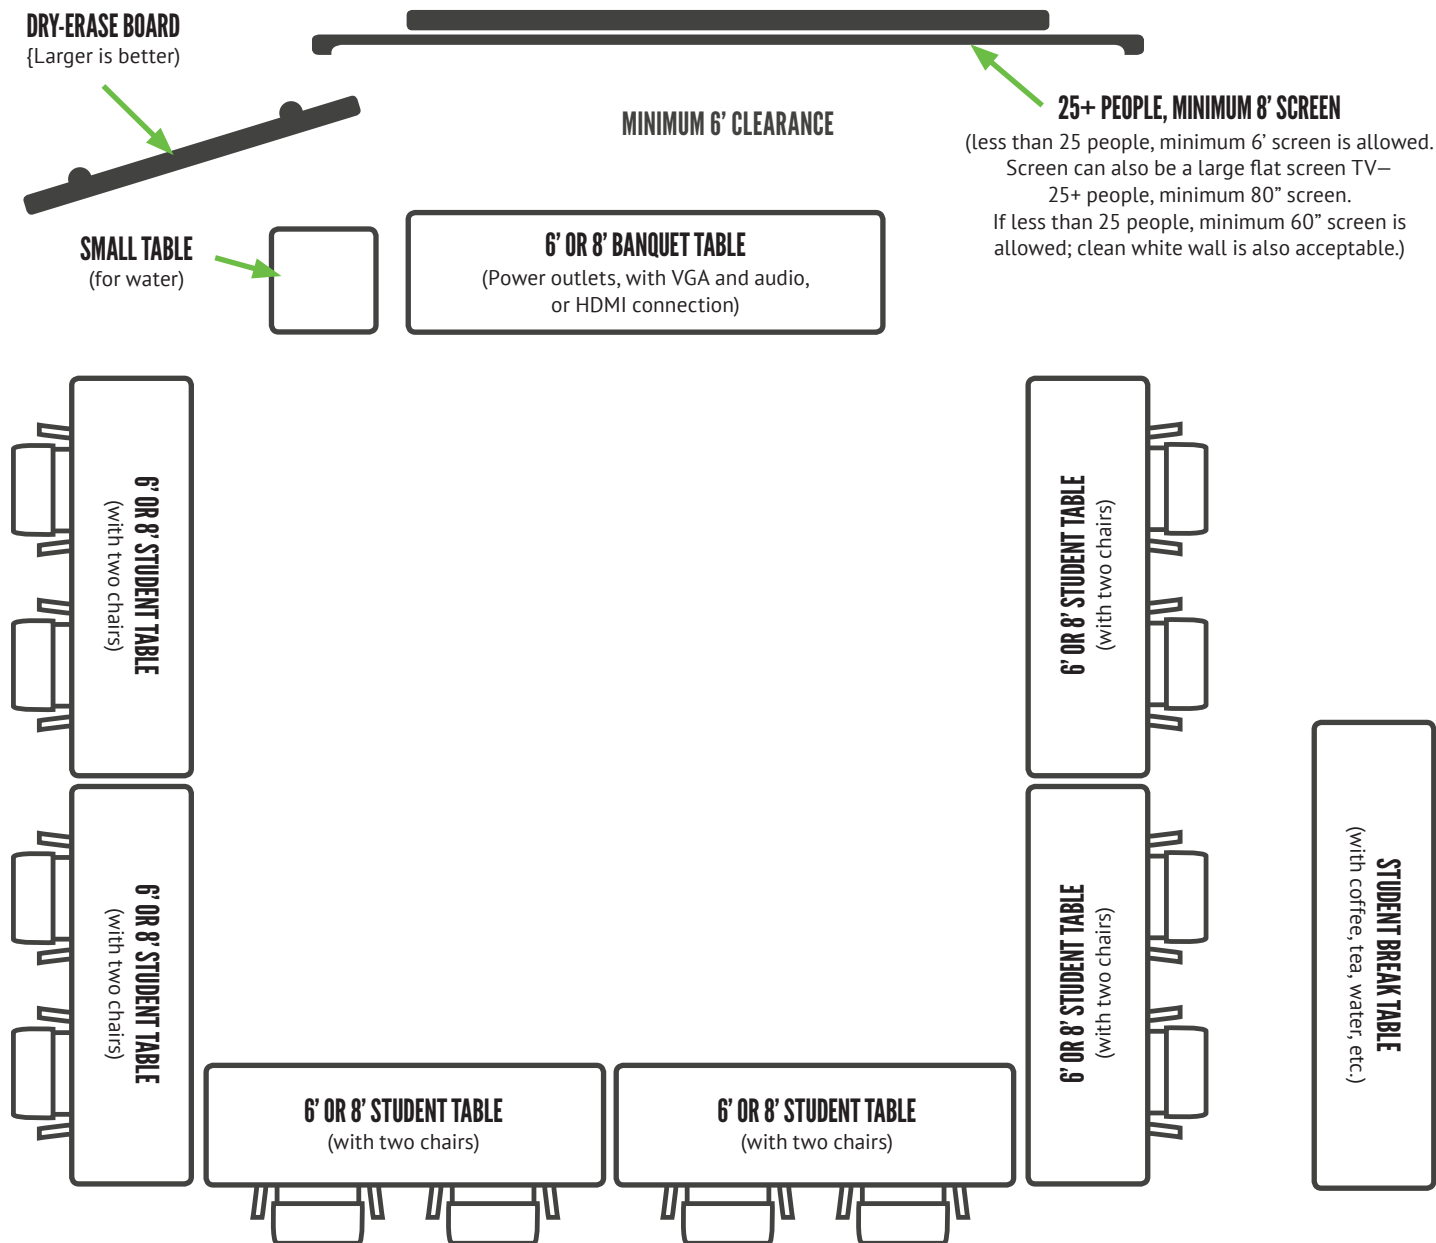 DRY-ERASE BOARD
{Larger is better)
MINIMUM 6’ CLEARANCE
25+ PEOPLE, MINIMUM 8’ SCREEN
(less than 25 people, minimum 6’ screen is allowed.
Screen can also be a large flat screen TV—
25+ people, minimum 80” screen.
If less than 25 people, minimum 60” screen is
allowed; clean white wall is also acceptable.)
SMALL TABLE
(for water)
6’ OR 8’ BANQUET TABLE
(Power outlets, with VGA and audio,
or HDMI connection)
6’ OR 8’ STUDENT TABLE
(with two chairs)
6’ OR 8’ STUDENT TABLE
(with two chairs)
6’ OR 8’ STUDENT TABLE
(with two chairs)
6’ OR 8’ STUDENT TABLE
(with two chairs)
STUDENT BREAK TABLE
(with coffee, tea, water, etc.)
6’ OR 8’ STUDENT TABLE
(with two chairs)
6’ OR 8’ STUDENT TABLE
(with two chairs)